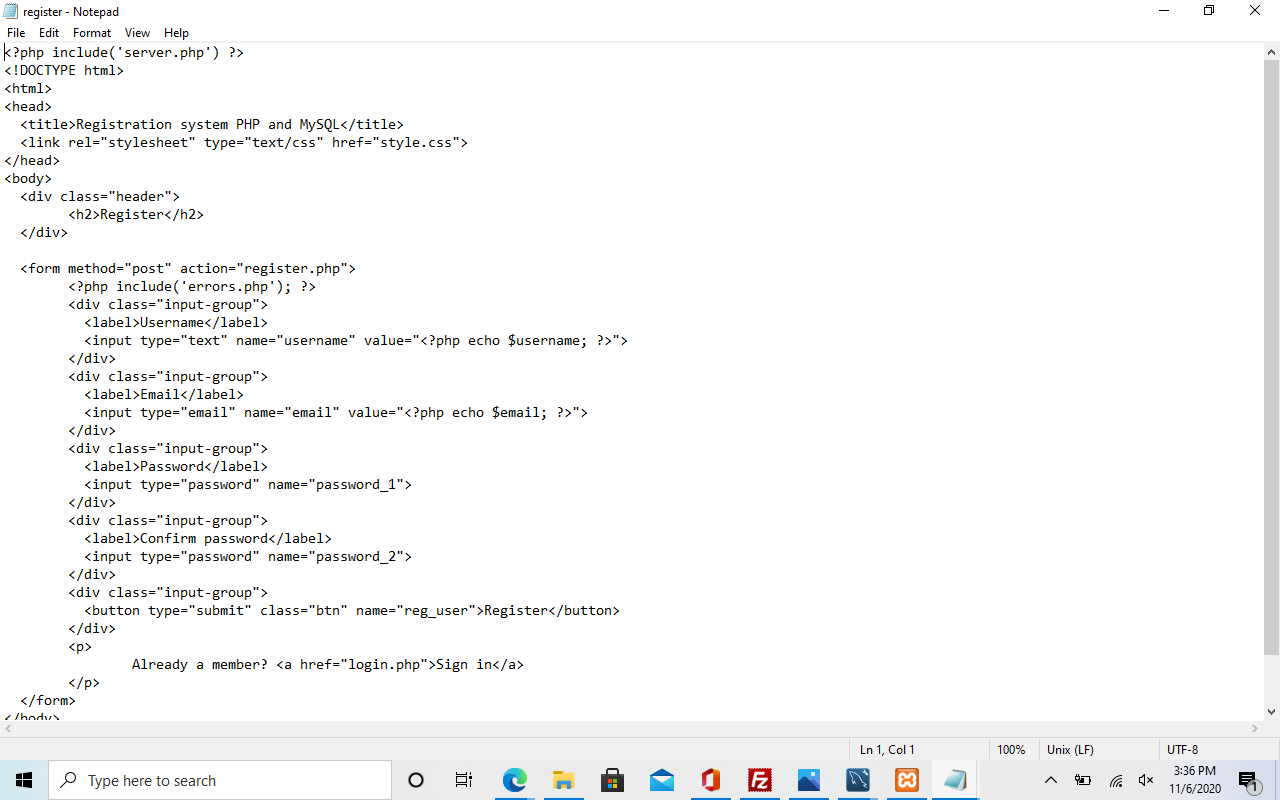 register - Notepad
File Edit Format View Help
<?php include('server.php') ?>
<!DOCTYPE html>
<html>
<head>
  <title>Registration system PHP and MySQL</title>
  <link rel="stylesheet" type="text/css" href="style.css">
</head>
<body>
  <div class="header">
        <h2>Register</h2>
  </div>

  <form method="post" action="register.php">
        <?php include('errors.php'); ?>
        <div class="input-group">
          <label>Username</label>
          <input type="text" name="username" value="<?php echo $username; ?>">
        </div>
        <div class="input-group">
          <label>Email</label>
          <input type="email" name="email" value="<?php echo $email; ?>">
        </div>
        <div class="input-group">
          <label>Password</label>
          <input type="password" name="password_1">
        </div>
        <div class="input-group">
          <label>Confirm password</label>
          <input type="password" name="password_2">
        </div>
        <div class="input-group">
          <button type="submit" class="btn" name="reg_user">Register</button>
        </div>
        <p>
                Already a member? <a href="login.php">Sign in</a>
        </p>
  </form>
</body>
Ln 1, Col 1 100% Unix (LF) UTF-8
Type here to search
3:36 PM
11/6/2020
1